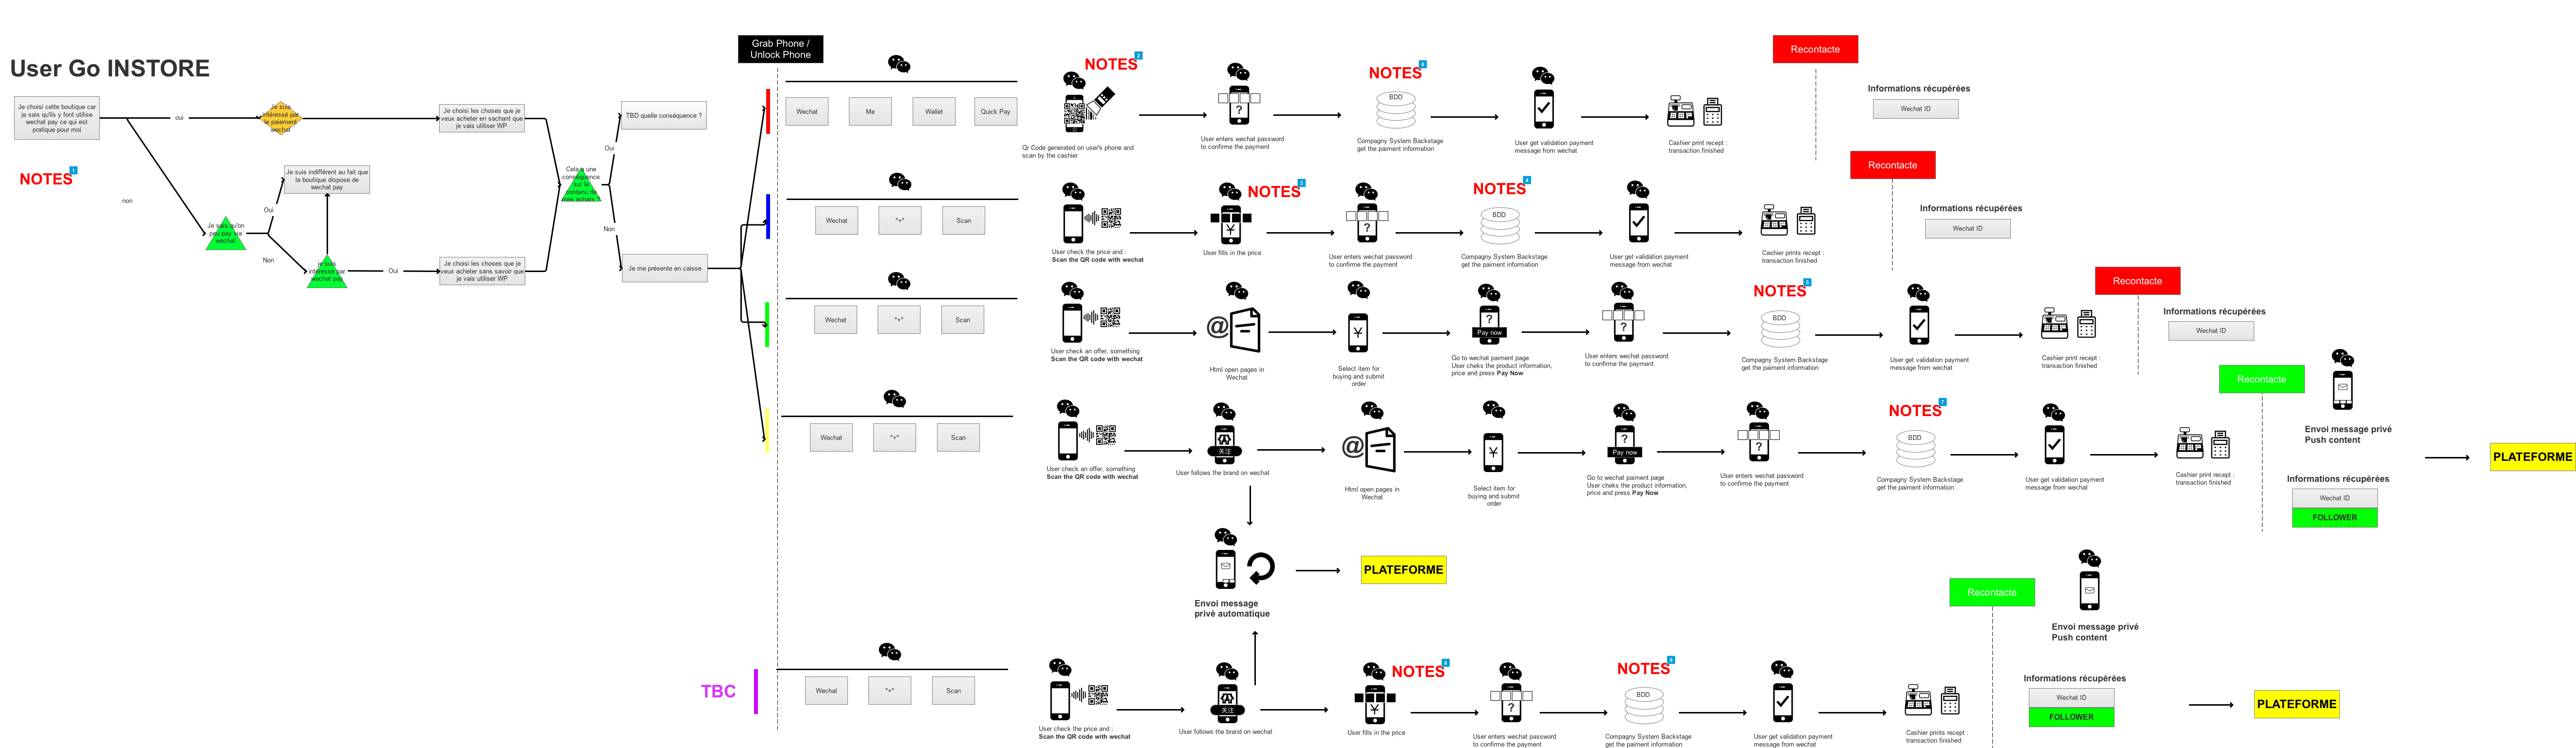 User Go INSTORE
Je choisi cette boutique car
je sais qu'ils y font utilise
wechat pay ce qui est
pratique pour moi
NOTES
1
oui
non
Je suis
intéressé par
le paiement
wechat
Je choisi les choses que je
veux acheter en sachant que
je vais utiliser WP
Je suis indifférent au fait que
la boutique dispose de
wechat pay
Je sais qu'on
peu pay via
wechat
Oui
Non
je suis
intéressé par
wechat pay
Oui
Je choisi les choses que je
veux acheter sans savoir que
je vais utiliser WP
Cela a une
conséquence
sur le
contenu de
mes achats ?
Oui
Non
TBD quelle conséquence ?
Je me présente en caisse
Grab Phone /
Unlock Phone
Wechat
Me
Wallet
Quick Pay
NOTES
2
Qr Code generated on user's phone and
scan by the cashier
?
User enters wechat password
to confirme the payment
NOTES
6
BDD
Compagny System Backstage
get the paiment information
User get validation payment
message from wechat
Cashier print recept :
transaction finished
Recontacte
Informations récupérées
Wechat ID
Wechat
"+"
Scan
User check the price and :
Scan the QR code with wechat
NOTES
3
¥
User fills in the price
?
User enters wechat password
to confirme the payment
NOTES
4
BDD
Compagny System Backstage
get the paiment information
User get validation payment
message from wechat
Cashier prints recept :
transaction finished
Recontacte
Informations récupérées
Wechat ID
Wechat
"+"
Scan
User check an offer, something
Scan the QR code with wechat
@
Html open pages in
Wechat
¥
Select item for
buying and submit
order
?
Pay now
Go to wechat paiment page
User cheks the product information,
price and press Pay Now
?
User enters wechat password
to confirme the payment
NOTES
5
BDD
Compagny System Backstage
get the paiment information
User get validation payment
message from wechat
Cashier print recept :
transaction finished
Recontacte
Informations récupérées
Wechat ID
Wechat
"+"
Scan
User check an offer, something
Scan the QR code with wechat
关注
User follows the brand on wechat
@
Html open pages in
Wechat
¥
Select item for
buying and submit
order
?
Pay now
Go to wechat paiment page
User cheks the product information,
price and press Pay Now
?
User enters wechat password
to confirme the payment
NOTES
7
BDD
Compagny System Backstage
get the paiment information
User get validation payment
message from wechat
Cashier print recept :
transaction finished
Recontacte
Envoi message privé
Push content
Informations récupérées
Wechat ID
FOLLOWER
PLATEFORME
Envoi message
privé automatique
PLATEFORME
TBC
Wechat
"+"
Scan
User check the price and :
Scan the QR code with wechat
关注
User follows the brand on wechat
NOTES
8
¥
User fills in the price
?
User enters wechat password
to confirme the payment
NOTES
9
BDD
Compagny System Backstage
get the paiment information
User get validation payment
message from wechat
Cashier prints recept :
transaction finished
Recontacte
Envoi message privé
Push content
Informations récupérées
Wechat ID
FOLLOWER
PLATEFORME